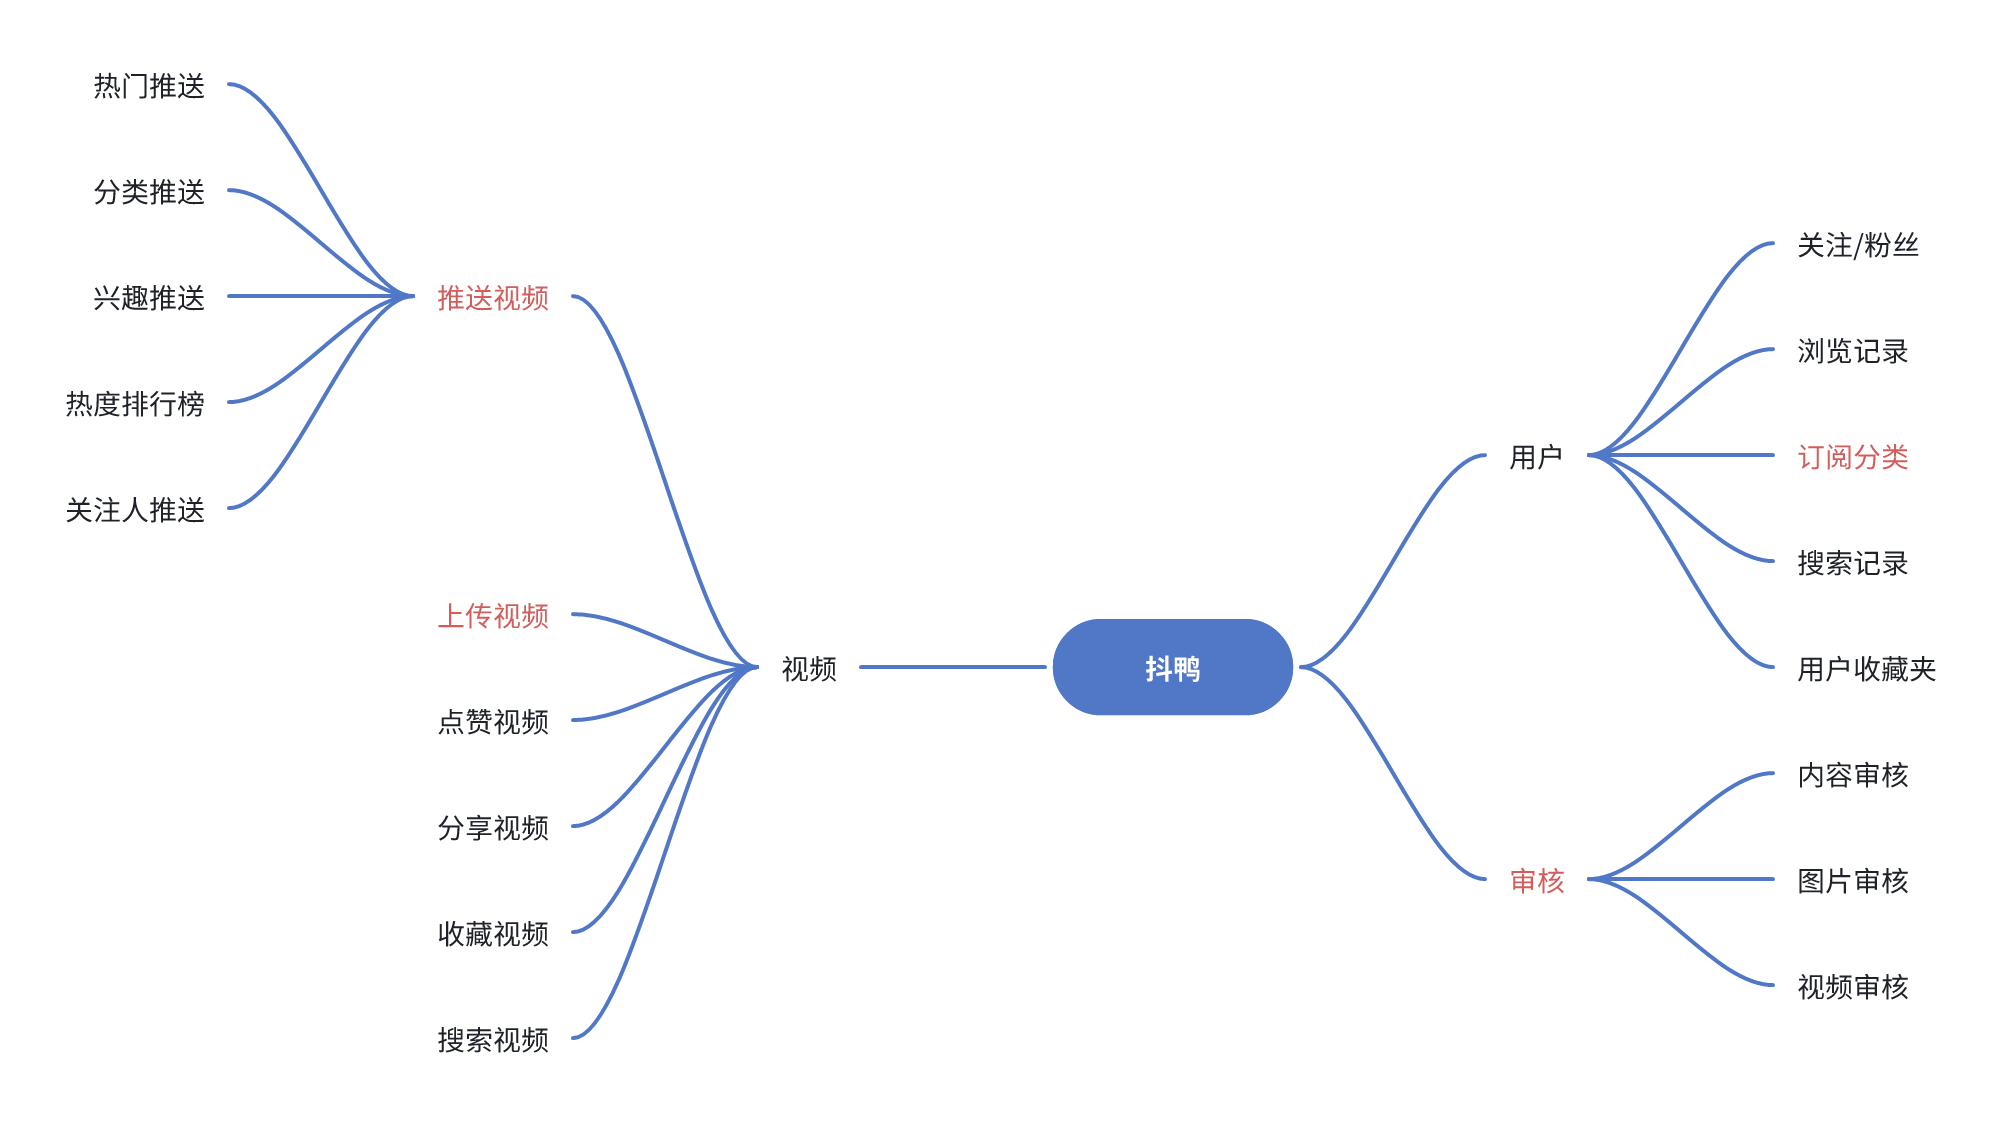 热门推送
分类推送
兴趣推送
热度排行榜
关注人推送
推送视频
上传视频
点赞视频
分享视频
收藏视频
搜索视频
视频
抖鸭
用户
审核
关注/粉丝
浏览记录
订阅分类
搜索记录
用户收藏夹
内容审核
图片审核
视频审核